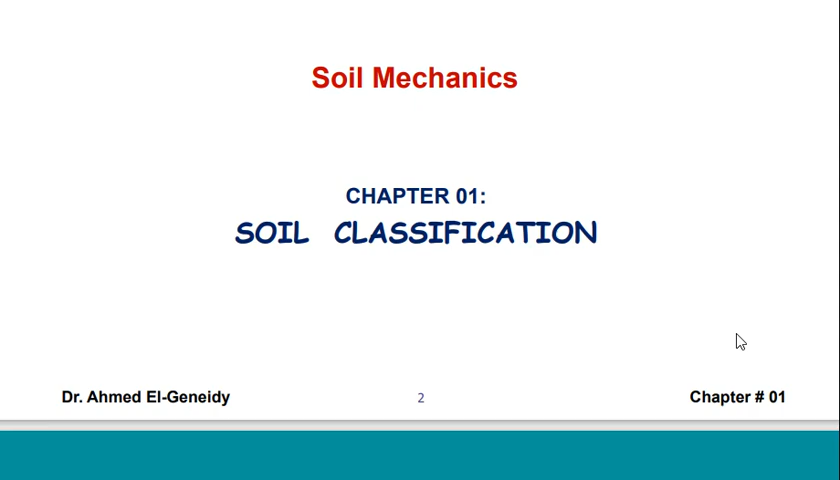 Soil Mechanics
CHAPTER 01:
SOIL CLASSIFICATION
Dr. Ahmed El-Geneidy 2 Chapter # 01